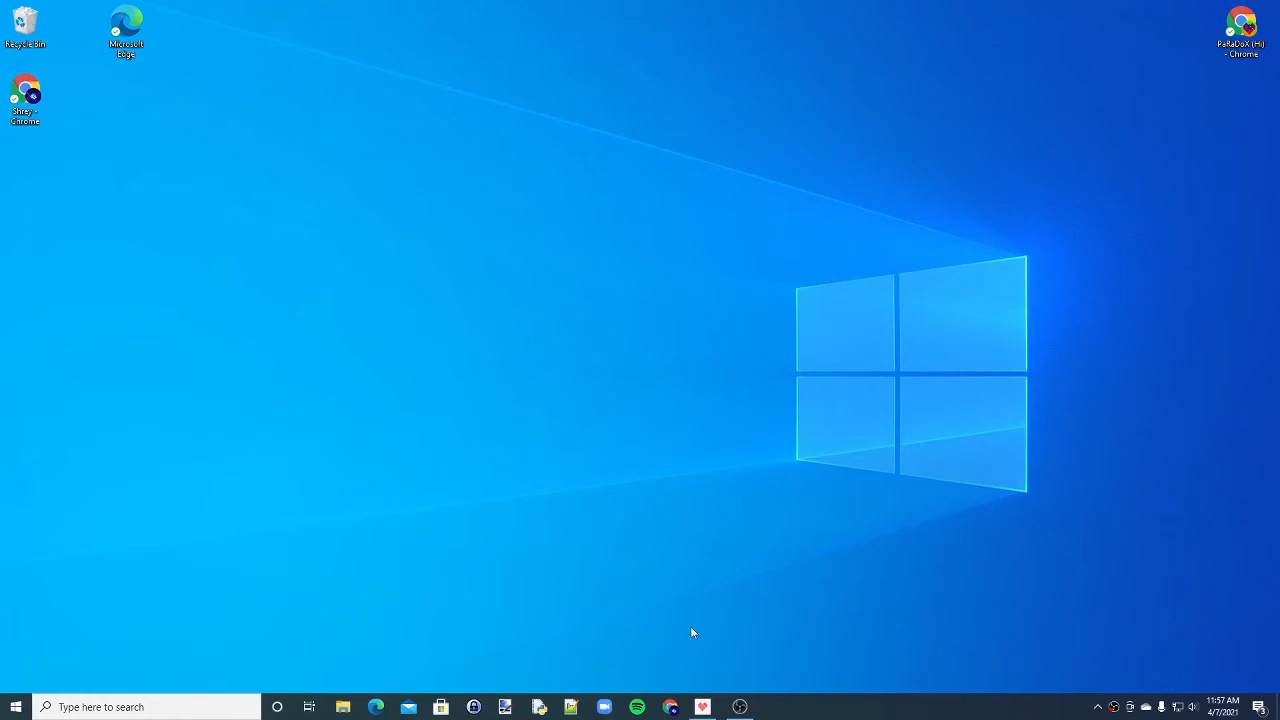 Recycle Bin
Microsoft
Edge
Shrey -
Chrome
PaRaDoX (Hi)
- Chrome
Type here to search
11:57 AM
4/7/2021